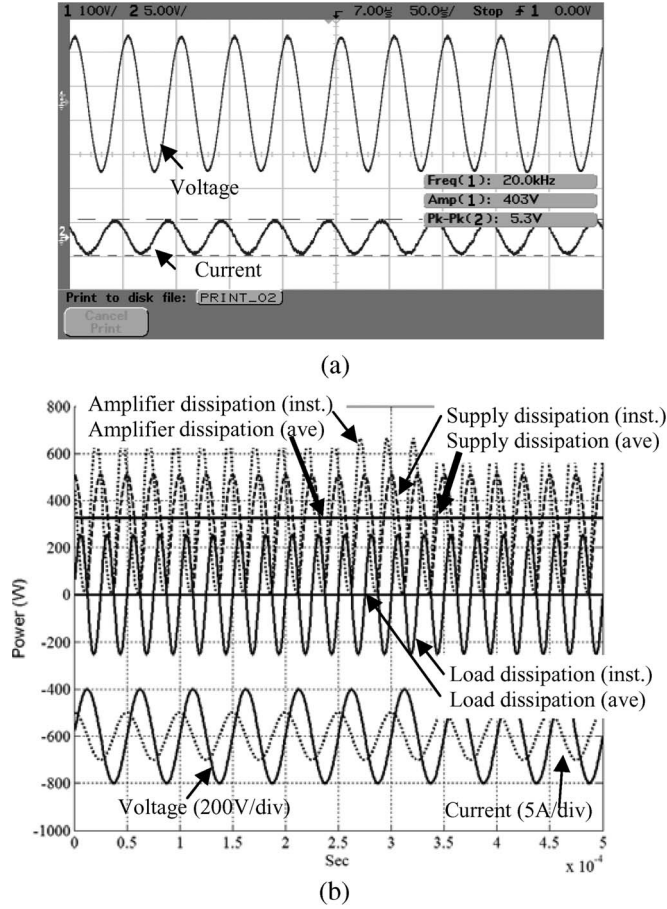 1 100V/ 2 5.00V/ 7.00ms 50.0us/ Stop 1 0.00V
1
Voltage
Freq(1): 20.0kHz
Amp(1): 403V
Pk-Pk(2): 5.3V
2
Current
Print to disk file: PRINT_02
Cancel
Print
(a)
Amplifier dissipation (inst.)
Amplifier dissipation (ave)
Supply dissipation (inst.)
Supply dissipation (ave)
800
600
400
200
0
-200
-400
-600
-800
-1000
Power (W)
Load dissipation (inst.)
Load dissipation (ave)
Voltage (200V/div)
Current (5A/div)
0 0.5 1 1.5 2 2.5 3 3.5 4 4.5 5
Sec
x 10-4
(b)